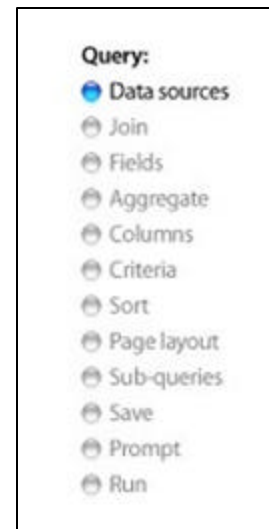 Query:
Data sources
Join
Fields
Aggregate
Columns
Criteria
Sort
Page layout
Sub-queries
Save
Prompt
Run